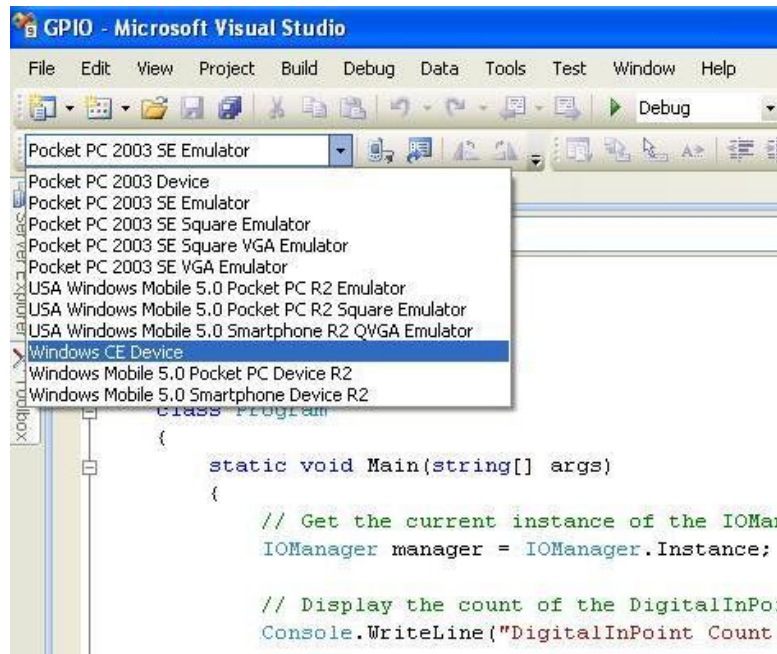 GPIO - Microsoft Visual Studio
File Edit View Project Build Debug Data Tools Test Window Help
Debug
Pocket PC 2003 SE Emulator
Pocket PC 2003 Device
Pocket PC 2003 SE Emulator
Pocket PC 2003 SE Square Emulator
Pocket PC 2003 SE Square VGA Emulator
Pocket PC 2003 SE VGA Emulator
USA Windows Mobile 5.0 Pocket PC R2 Emulator
USA Windows Mobile 5.0 Pocket PC R2 Square Emulator
USA Windows Mobile 5.0 Smartphone R2 QVGA Emulator
Windows CE Device
Windows Mobile 5.0 Pocket PC Device R2
Windows Mobile 5.0 Smartphone Device R2
Server Explorer
Toolbox
class Program
{
static void Main(string[] args)
{
// Get the current instance of the IOMa
IOManager manager = IOManager.Instance;
// Display the count of the DigitalInPo
Console.WriteLine("DigitalInPoint Count